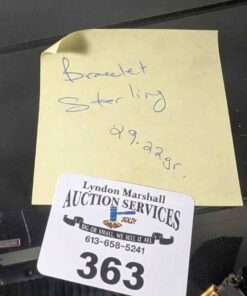 Bracelet
Sterling
29.22gr.
Lyndon Marshall
AUCTION SERVICES
SOLD!
BIG OR SMALL, WE SELL IT ALL
613-658-5241
363